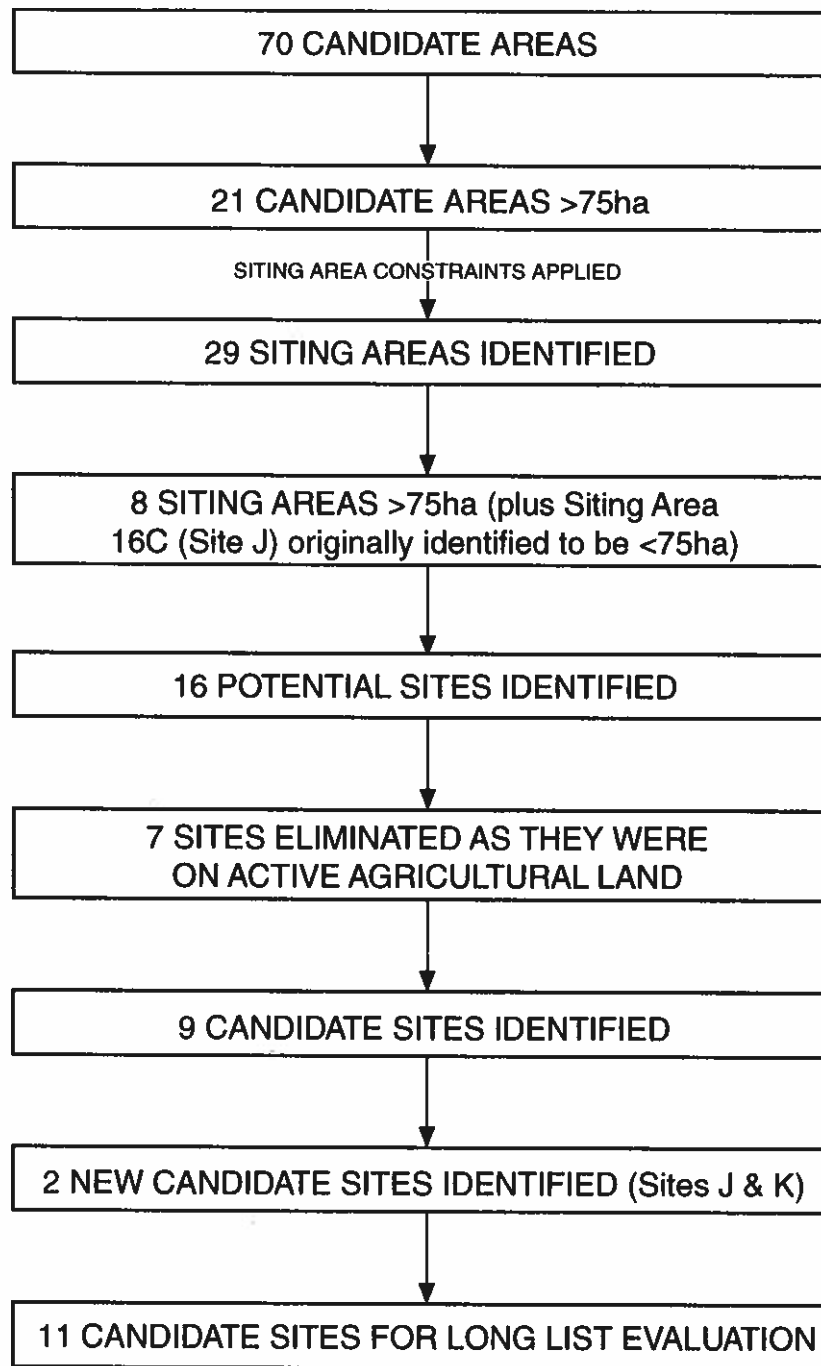 70 CANDIDATE AREAS
21 CANDIDATE AREAS >75ha
SITING AREA CONSTRAINTS APPLIED
29 SITING AREAS IDENTIFIED
8 SITING AREAS >75ha (plus Siting Area
16C (Site J) originally identified to be <75ha)
16 POTENTIAL SITES IDENTIFIED
7 SITES ELIMINATED AS THEY WERE
ON ACTIVE AGRICULTURAL LAND
9 CANDIDATE SITES IDENTIFIED
2 NEW CANDIDATE SITES IDENTIFIED (Sites J & K)
11 CANDIDATE SITES FOR LONG LIST EVALUATION